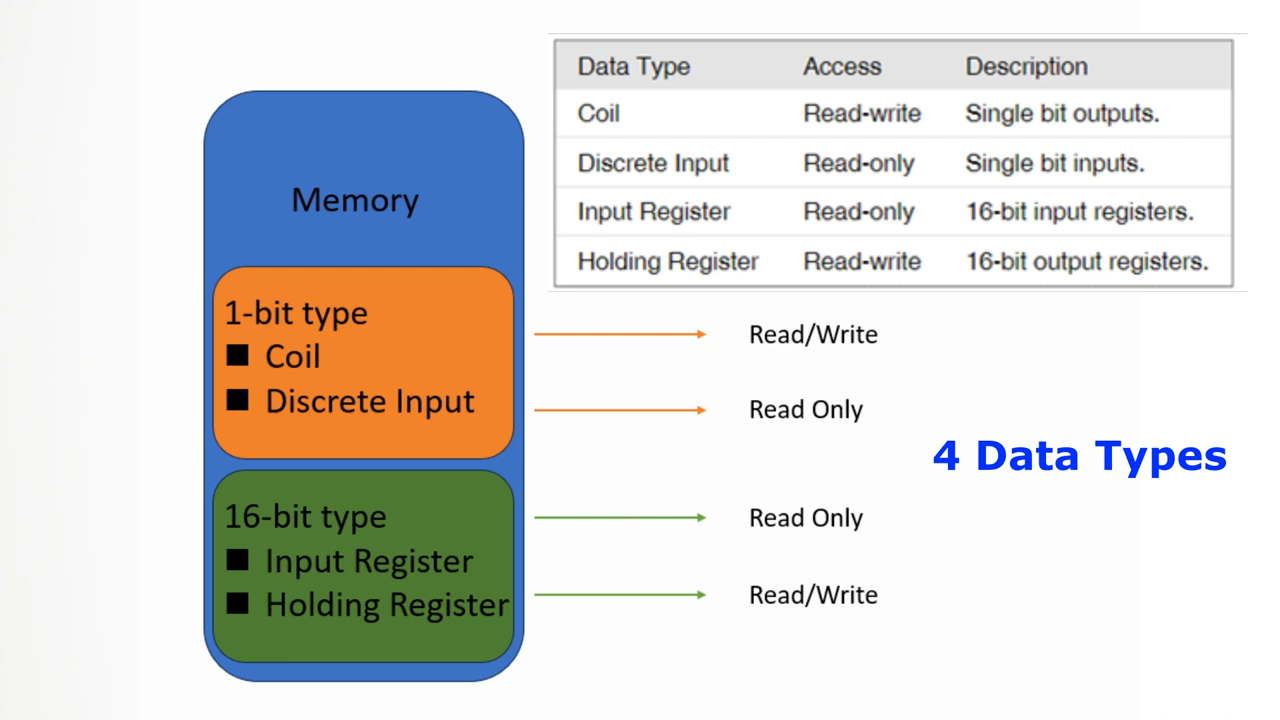 Data Type Access Description
Coil Read-write Single bit outputs.
Discrete Input Read-only Single bit inputs.
Input Register Read-only 16-bit input registers.
Holding Register Read-write 16-bit output registers.
Memory
1-bit type
■ Coil
■ Discrete Input
Read/Write
Read Only
4 Data Types
16-bit type
■ Input Register
■ Holding Register
Read Only
Read/Write